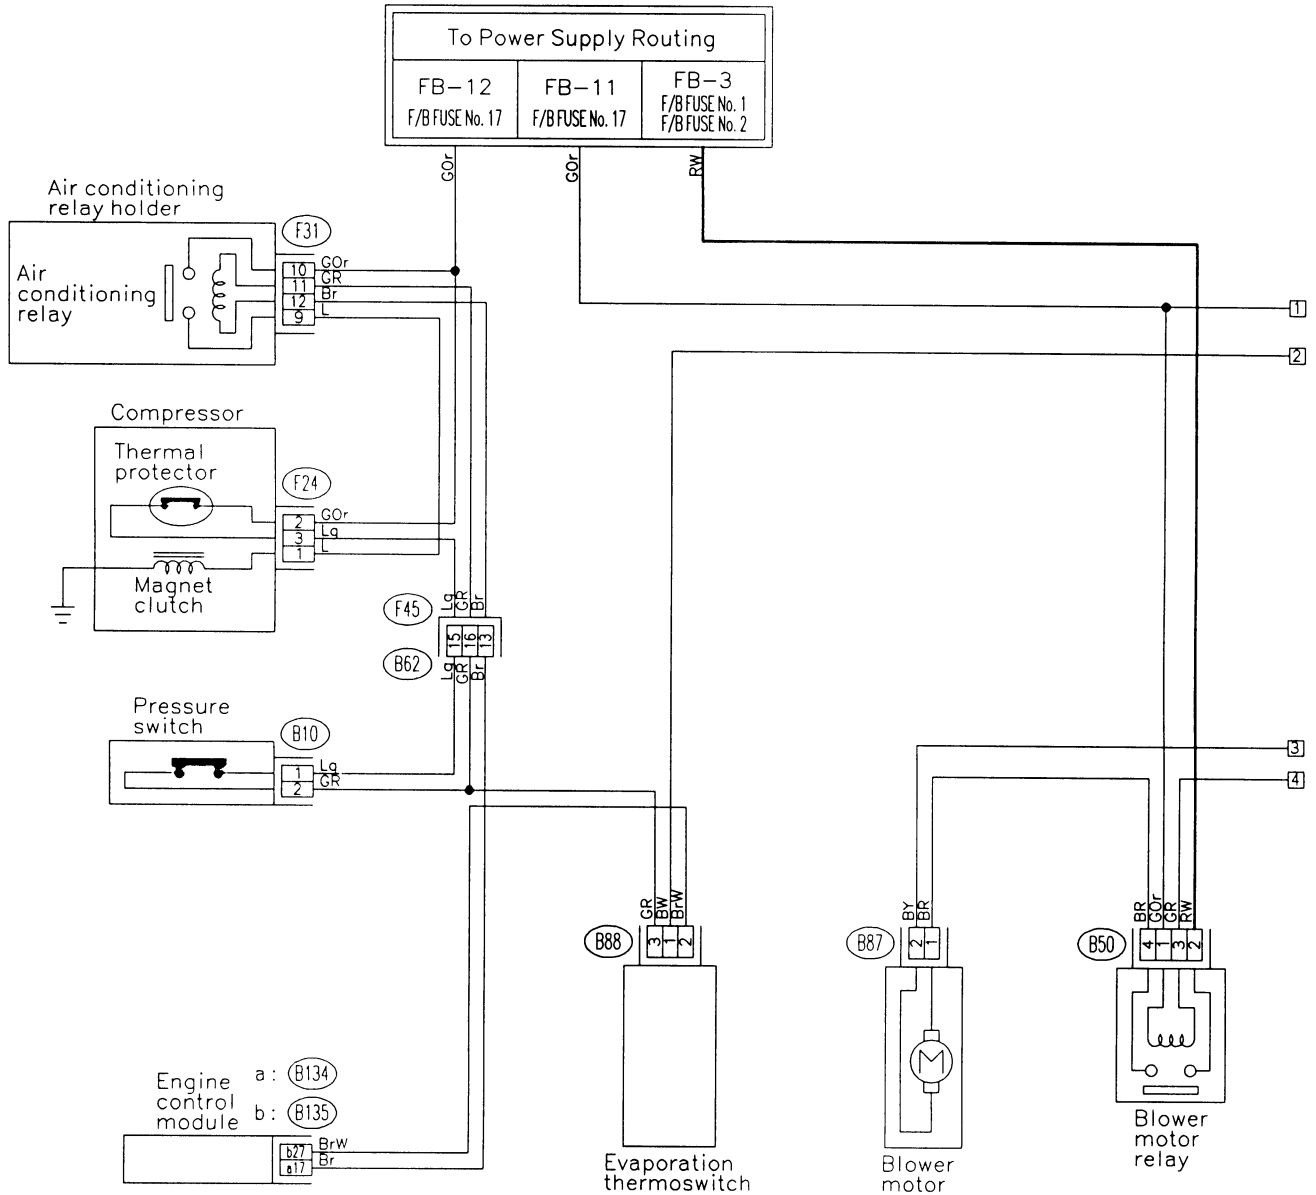 To Power Supply Routing
FB-12
F/B FUSE No. 17
FB-11
F/B FUSE No. 17
FB-3
F/B FUSE No. 1
F/B FUSE No. 2
GOr
GOr
RW
Air conditioning
relay holder
F31
Air
conditioning
relay
10 GOr
11 GR
12 Br
9 L
1
2
Compressor
Thermal
protector
F24
2 GOr
3 Lg
1 L
Magnet
clutch
F45
Lg GR Br
15 16 13
B62
Lg GR Br
Pressure
switch
B10
1 Lg
2 GR
3
4
GR BW BrW
B88
3 1 2
BY BR
B87
2 1
BR GOr GR RW
B50
4 1 3 2
M
Engine
control
module
a : B134
b : B135
b27 BrW
a17 Br
Evaporation
thermoswitch
Blower
motor
Blower
motor
relay